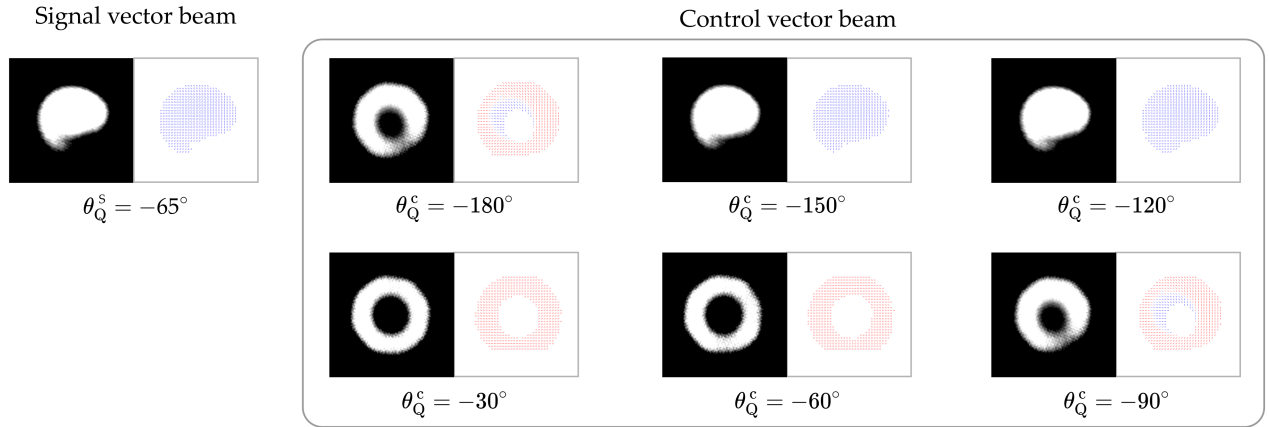 Signal vector beam
Control vector beam
θ_Q^s = −65°
θ_Q^c = −180°
θ_Q^c = −150°
θ_Q^c = −120°
θ_Q^c = −30°
θ_Q^c = −60°
θ_Q^c = −90°